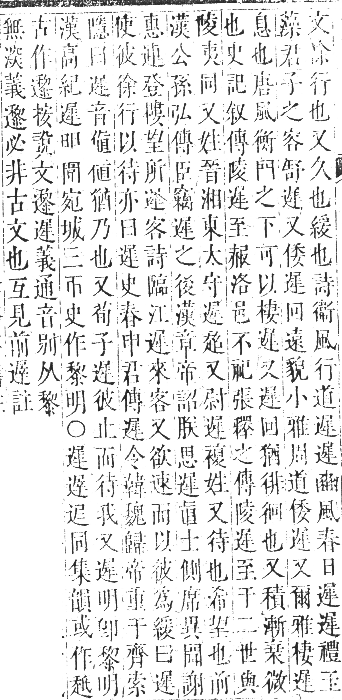 文徐行也又久也緩也詩衞風行道遲遲豳風春日遲遲禮玉
藻君子之容舒遲又倭遲回遠貌小雅周道倭遲又爾雅棲遲
息也唐風衡門之下可以棲遲又遲回猶徘徊也又積漸來微
也史記叙傳陵遲至赧洛邑不祀張釋之傳陵遲至于二世與
陵夷同又姓晉湘東大守遲超又尉遲複姓又待也希望也前
漢公孫弘傳臣竊遲之後漢章帝詔朕思遲直士側席異聞謝
惠連登樓望所遲客詩臨江遲來客又欲速而以彼爲緩曰遲
使彼徐行以待亦曰遲史春申君傳遲令韓魏歸帝重于齊索
隱曰遲音値値猶乃也又荀子遲彼止而待我又遲明卽黎明
漢高紀遲明圍宛城三帀史作黎明○遲遟迡同集韻或作
古作邌按說文邌遲義通音別从黎
無淡義邌必非古文也互見前遟註